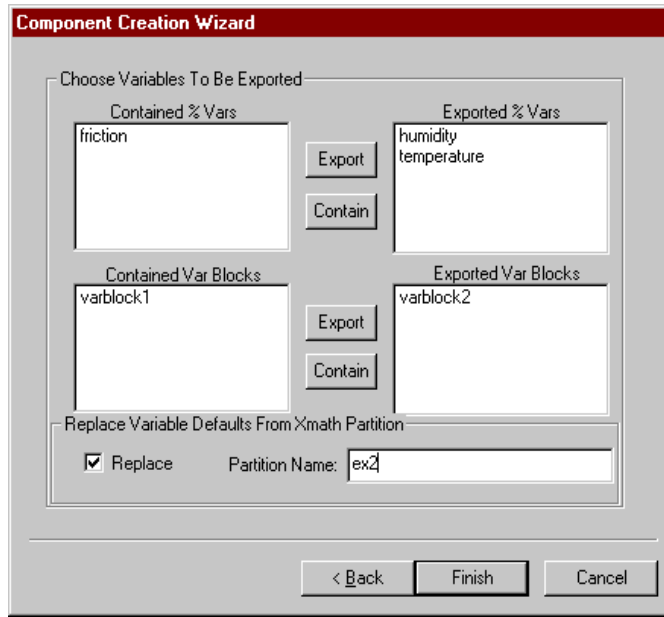 Component Creation Wizard
Choose Variables To Be Exported
Contained % Vars
Exported % Vars
friction
humidity
temperature
Export
Contain
Contained Var Blocks
Exported Var Blocks
varblock1
varblock2
Export
Contain
Replace Variable Defaults From Xmath Partition
Replace Partition Name: ex2
< Back Finish Cancel